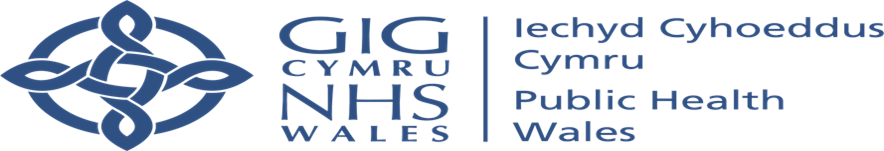 GIG
CYMRU
NHS
WALES
Iechyd Cyhoeddus
Cymru
Public Health
Wales